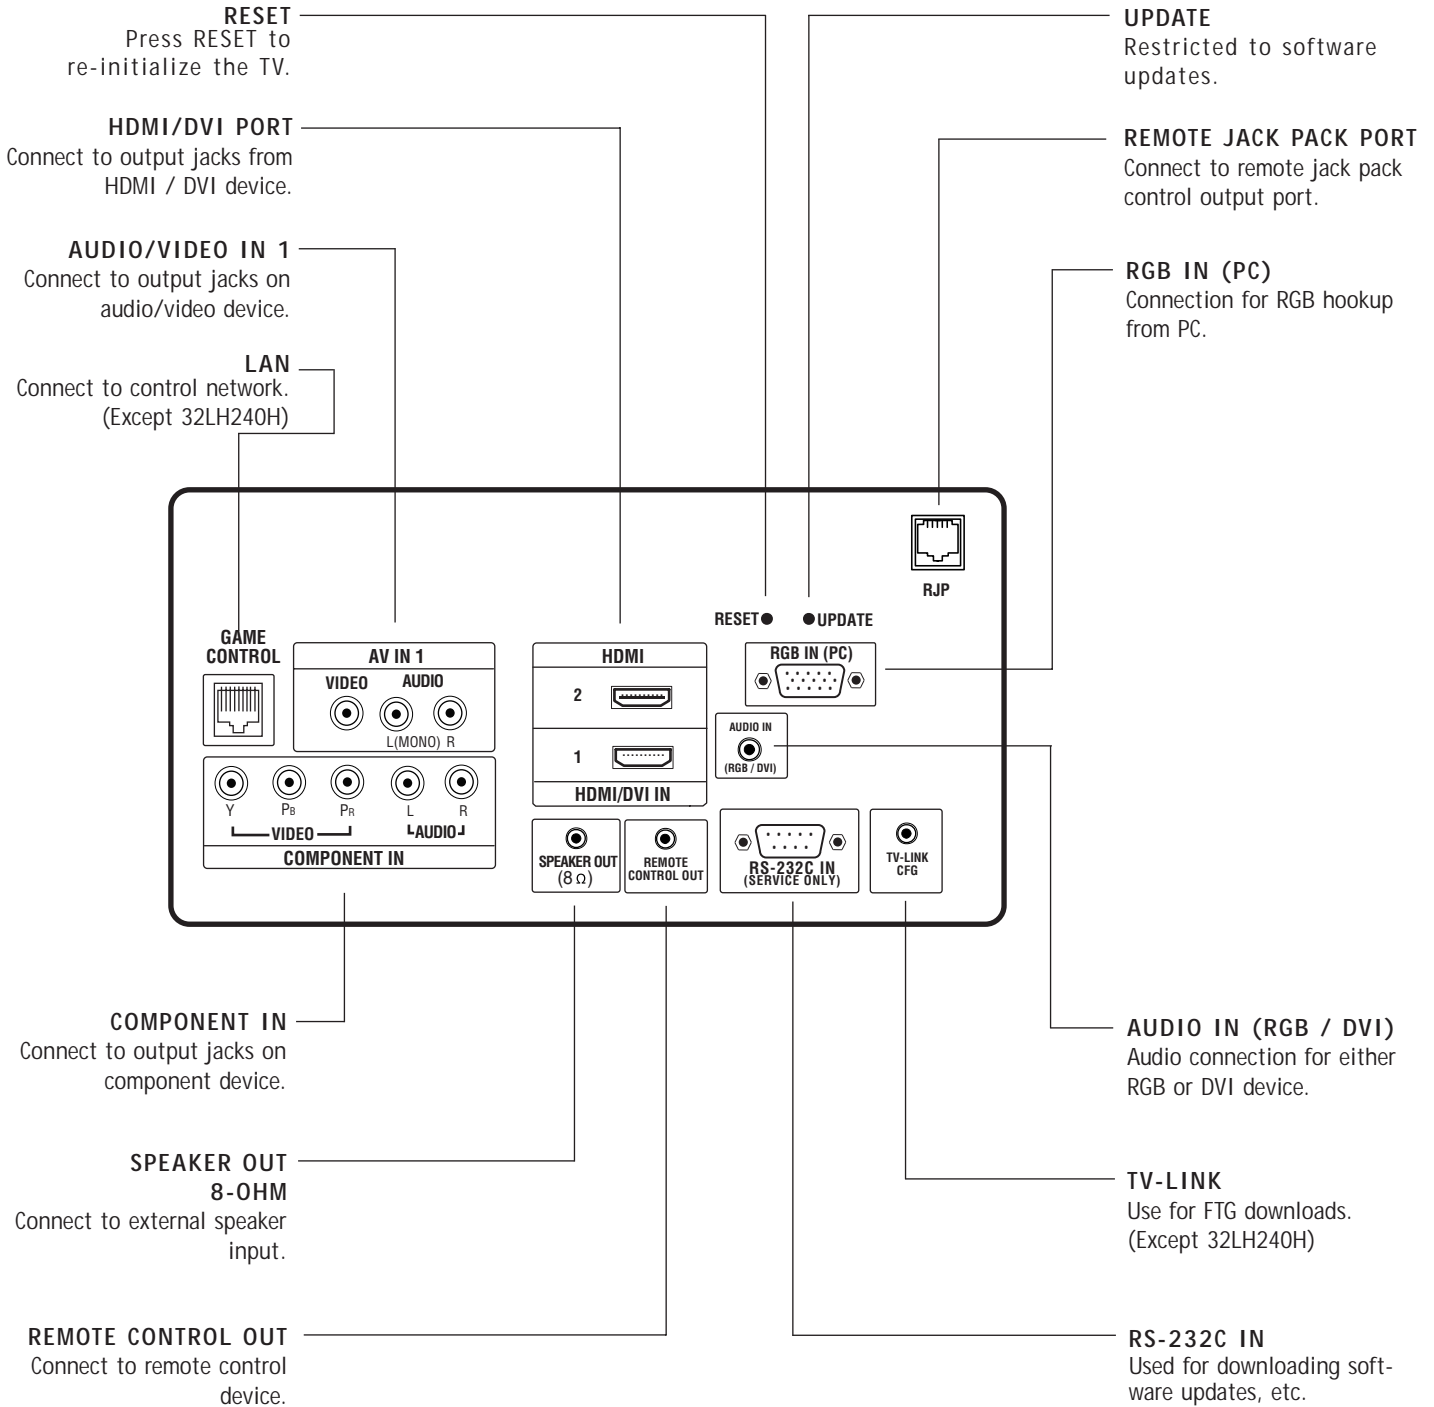 RESET
Press RESET to
re-initialize the TV.
HDMI/DVI PORT
Connect to output jacks from
HDMI / DVI device.
AUDIO/VIDEO IN 1
Connect to output jacks on
audio/video device.
LAN
Connect to control network.
(Except 32LH240H)
UPDATE
Restricted to software
updates.
REMOTE JACK PACK PORT
Connect to remote jack pack
control output port.
RGB IN (PC)
Connection for RGB hookup
from PC.
RJP
RESET
UPDATE
GAME
CONTROL
AV IN 1
VIDEO
AUDIO
L(MONO) R
HDMI
2
1
HDMI/DVI IN
RGB IN (PC)
AUDIO IN
(RGB / DVI)
Y
PB
PR
L
R
VIDEO
AUDIO
COMPONENT IN
SPEAKER OUT
(8 Ω)
REMOTE
CONTROL OUT
RS-232C IN
(SERVICE ONLY)
TV-LINK
CFG
COMPONENT IN
Connect to output jacks on
component device.
SPEAKER OUT
8-OHM
Connect to external speaker
input.
REMOTE CONTROL OUT
Connect to remote control
device.
AUDIO IN (RGB / DVI)
Audio connection for either
RGB or DVI device.
TV-LINK
Use for FTG downloads.
(Except 32LH240H)
RS-232C IN
Used for downloading soft-
ware updates, etc.